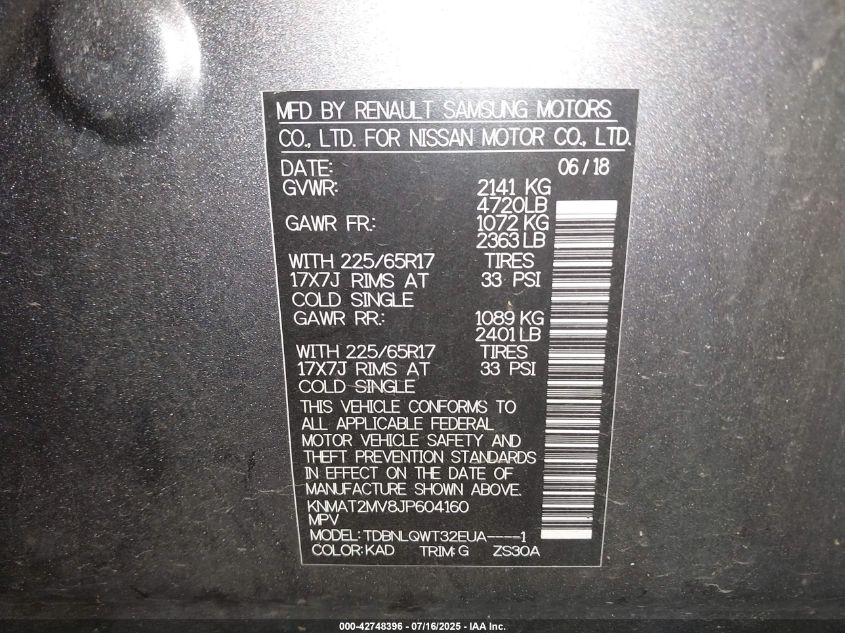 MFD BY RENAULT SAMSUNG MOTORS
CO., LTD. FOR NISSAN MOTOR CO., LTD.
DATE: 06/18
GVWR: 2141 KG
4720LB
GAWR FR.: 1072 KG
2363 LB
WITH 225/65R17 TIRES
17X7J RIMS AT 33 PSI
COLD SINGLE
GAWR RR.: 1089 KG
2401 LB
WITH 225/65R17 TIRES
17X7J RIMS AT 33 PSI
COLD SINGLE
THIS VEHICLE CONFORMS TO
ALL APPLICABLE FEDERAL
MOTOR VEHICLE SAFETY AND
THEFT PREVENTION STANDARDS
IN EFFECT ON THE DATE OF
MANUFACTURE SHOWN ABOVE.
KNMAT2MV8JP604160
MPV
MODEL: TDBNLQWT32EUA----1
COLOR: KAD TRIM: G ZS30A
000-42748396 - 07/16/2025 - IAA Inc.